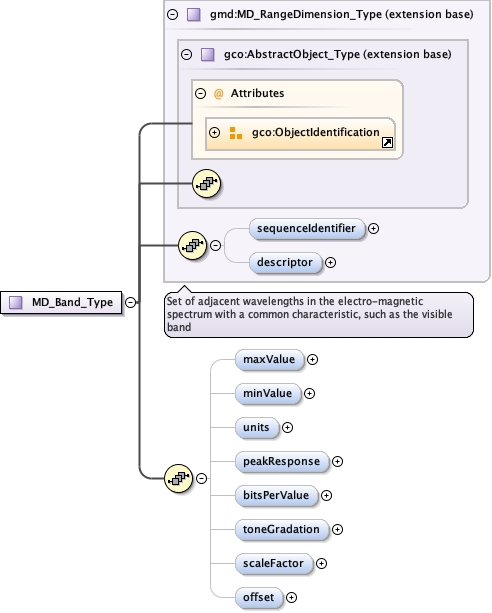 gmd:MD_RangeDimension_Type (extension base)
gco:AbstractObject_Type (extension base)
@ Attributes
gco:ObjectIdentification
sequenceIdentifier
descriptor
MD_Band_Type
Set of adjacent wavelengths in the electro-magnetic
spectrum with a common characteristic, such as the visible
band
maxValue
minValue
units
peakResponse
bitsPerValue
toneGradation
scaleFactor
offset